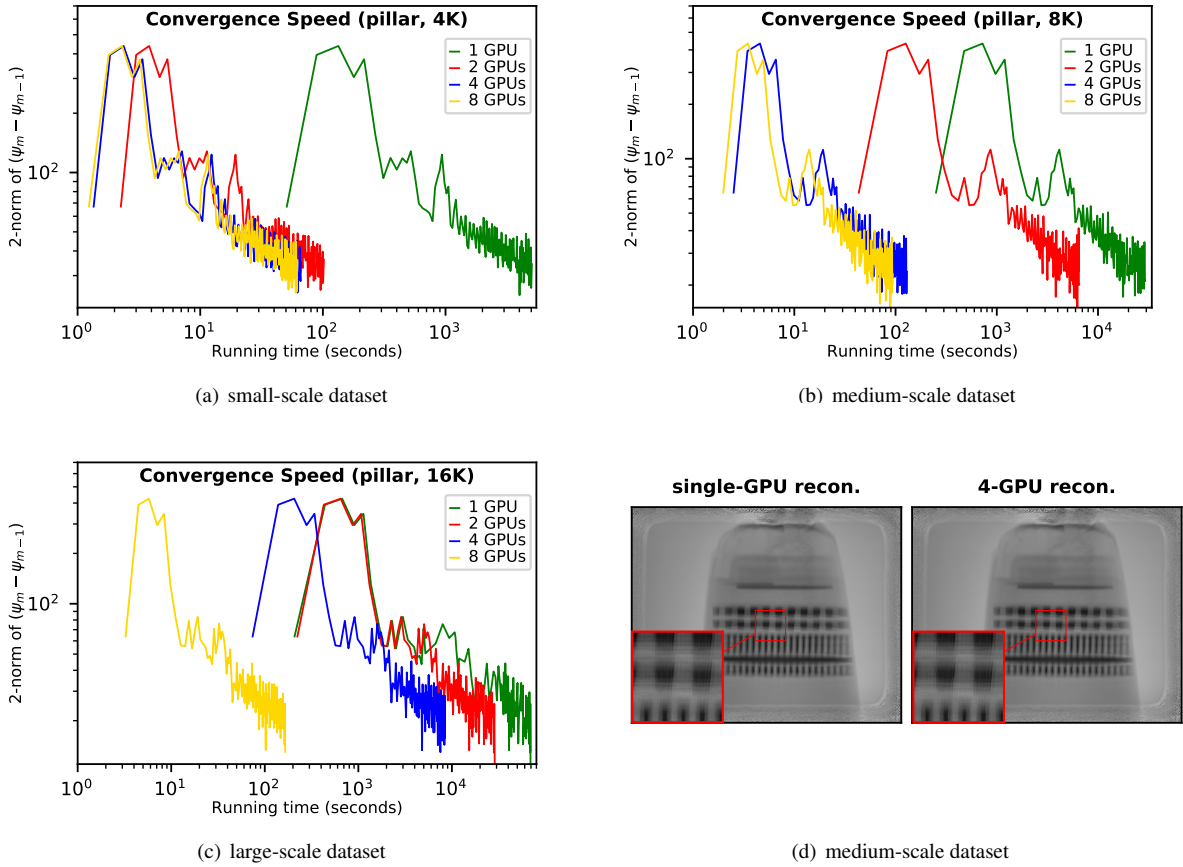 Convergence Speed (pillar, 4K)
1 GPU
2 GPUs
4 GPUs
8 GPUs
2-norm of (ψₘ − ψₘ₋₁)
10²
10⁰ 10¹ 10² 10³
Running time (seconds)
(a) small-scale dataset
Convergence Speed (pillar, 8K)
1 GPU
2 GPUs
4 GPUs
8 GPUs
2-norm of (ψₘ − ψₘ₋₁)
10²
10⁰ 10¹ 10² 10³ 10⁴
Running time (seconds)
(b) medium-scale dataset
Convergence Speed (pillar, 16K)
1 GPU
2 GPUs
4 GPUs
8 GPUs
2-norm of (ψₘ − ψₘ₋₁)
10²
10⁰ 10¹ 10² 10³ 10⁴
Running time (seconds)
(c) large-scale dataset
single-GPU recon. 4-GPU recon.
(d) medium-scale dataset